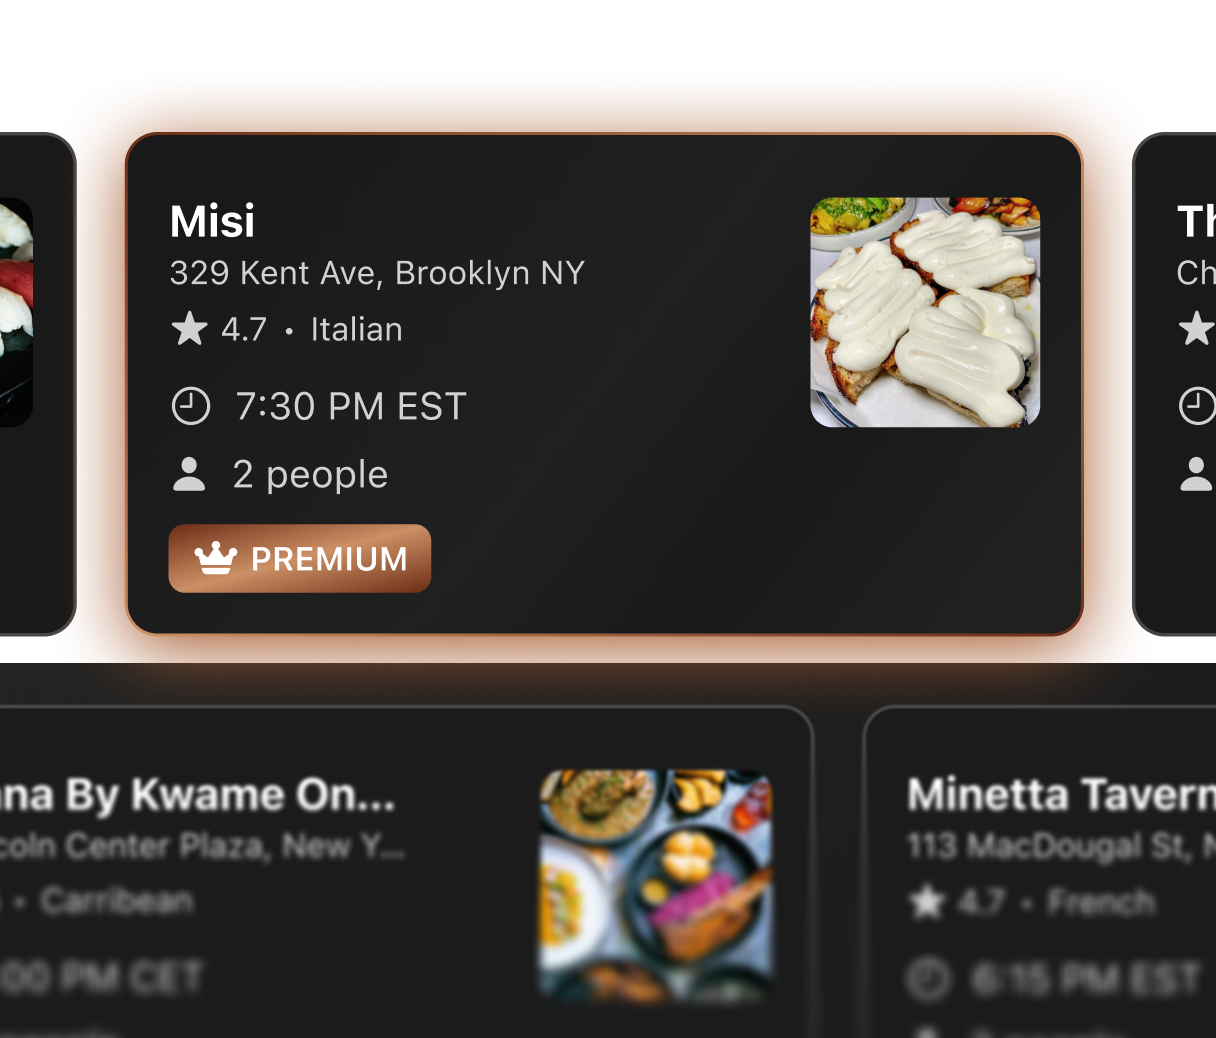 Misi
329 Kent Ave, Brooklyn NY
4.7 • Italian
7:30 PM EST
2 people
PREMIUM
Th
Ch
na By Kwame On...
coln Center Plaza, New Y...
• Carribean
:00 PM CET
Minetta Tavern
113 MacDougal St, N
4.7 • French
6:15 PM EST